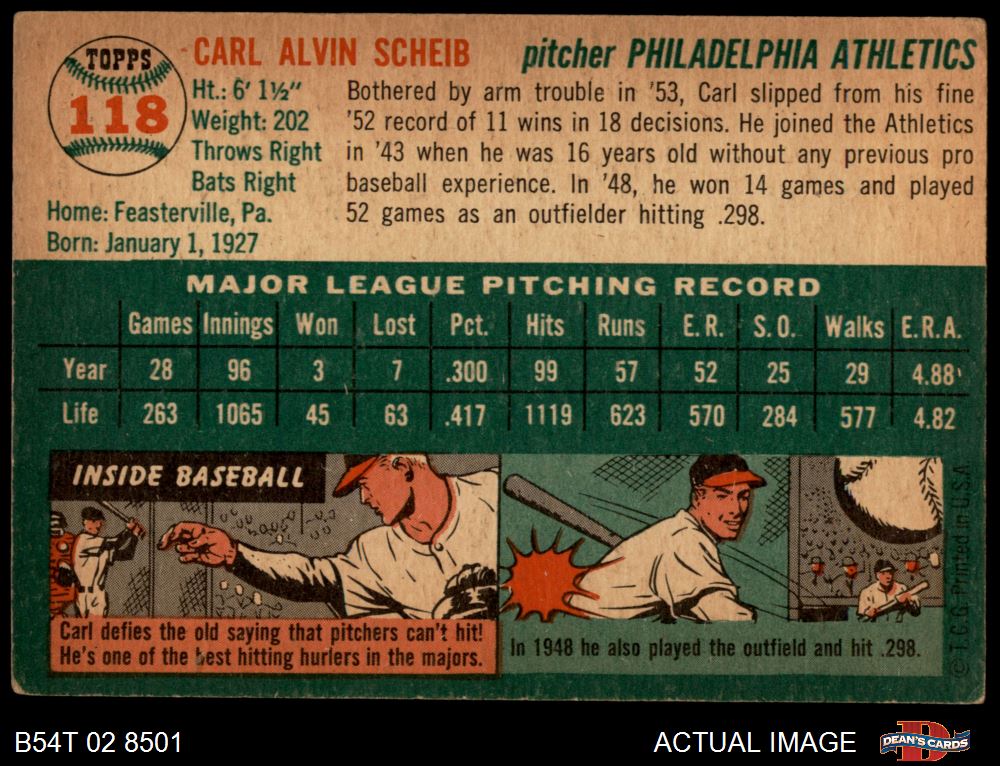 TOPPS
118
CARL ALVIN SCHEIB
pitcher PHILADELPHIA ATHLETICS
Ht.: 6' 1½"
Weight: 202
Throws Right
Bats Right
Home: Feasterville, Pa.
Born: January 1, 1927
Bothered by arm trouble in '53, Carl slipped from his fine
'52 record of 11 wins in 18 decisions. He joined the Athletics
in '43 when he was 16 years old without any previous pro
baseball experience. In '48, he won 14 games and played
52 games as an outfielder hitting .298.
MAJOR LEAGUE PITCHING RECORD
Games Innings Won Lost Pct. Hits Runs E.R. S.O. Walks E.R.A.
Year 28 96 3 7 .300 99 57 52 25 29 4.88
Life 263 1065 45 63 .417 1119 623 570 284 577 4.82
INSIDE BASEBALL
Carl defies the old saying that pitchers can't hit!
He's one of the best hitting hurlers in the majors.
In 1948 he also played the outfield and hit .298.
© T.C.G. Printed in U.S.A.
B54T 02 8501
ACTUAL IMAGE
DEAN'S CARDS